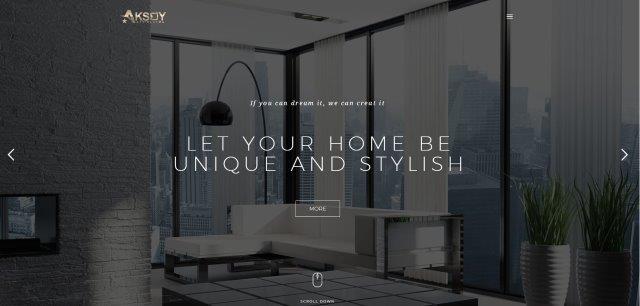 AKSOY
If you can dream it, we can creat it
LET YOUR HOME BE
UNIQUE AND STYLISH
MORE
SCROLL DOWN